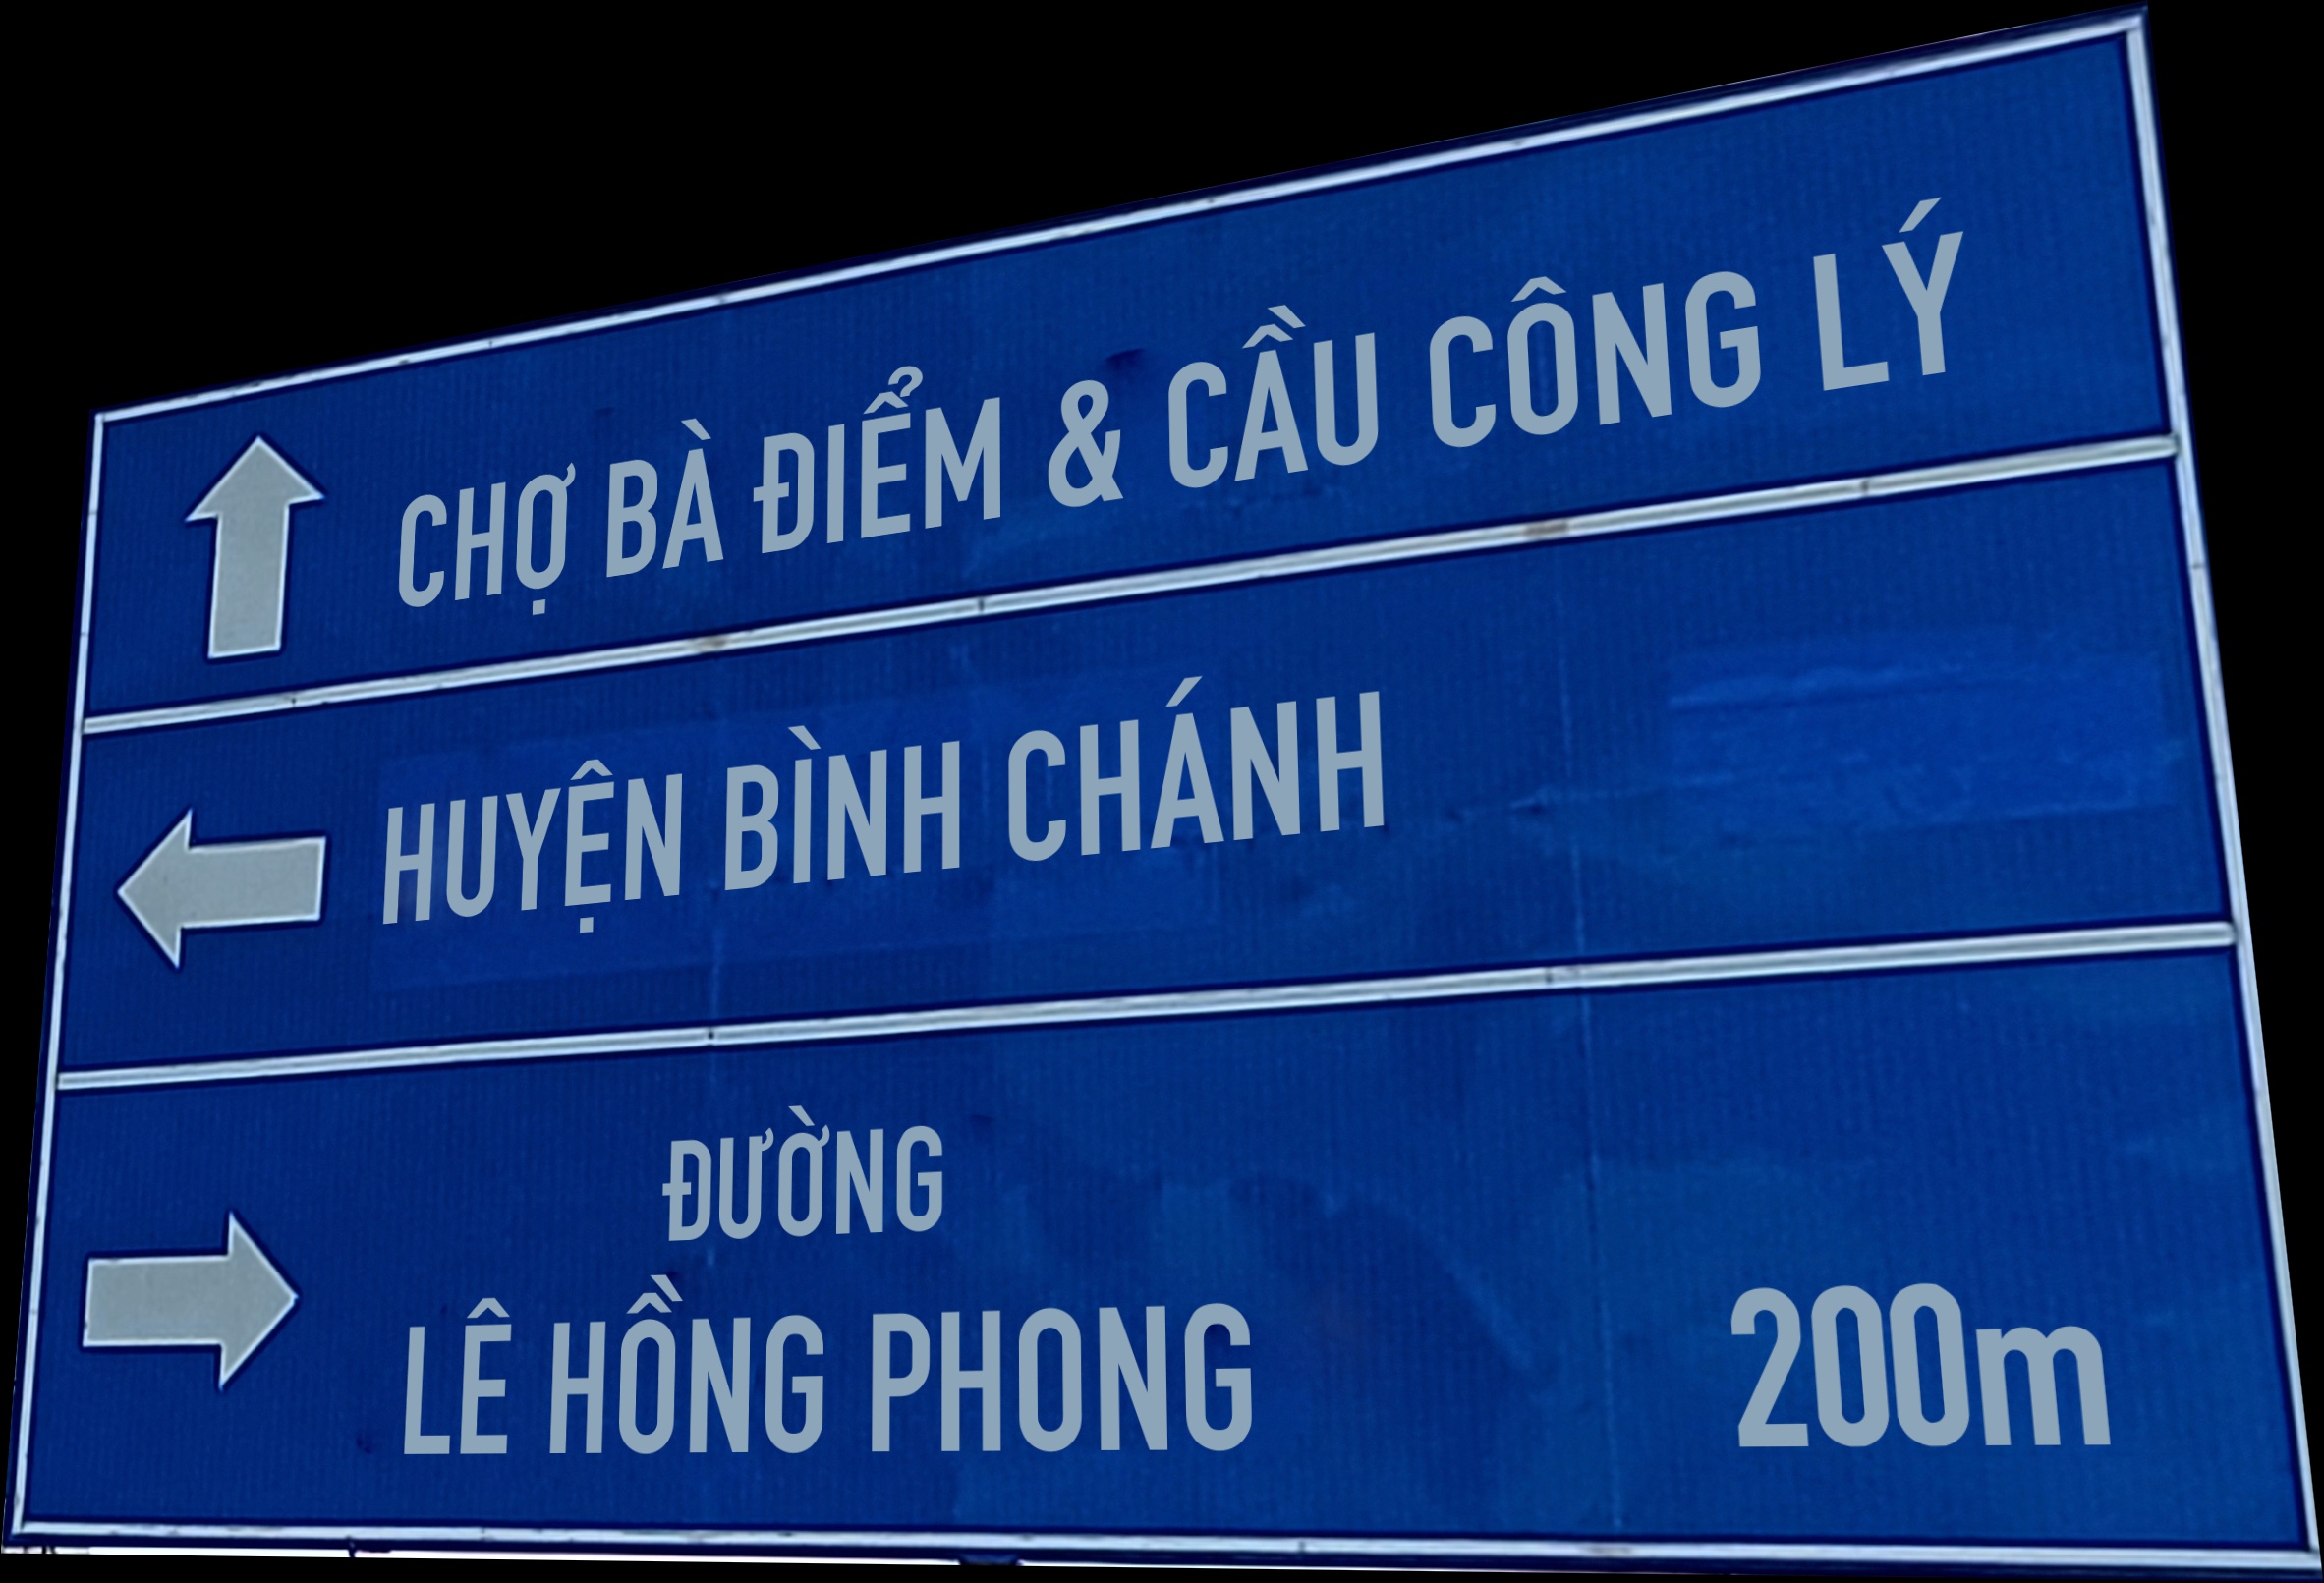 CHỢ BÀ ĐIỂM & CẦU CÔNG LÝ
HUYỆN BÌNH CHÁNH
ĐƯỜNG
LÊ HỒNG PHONG 200m